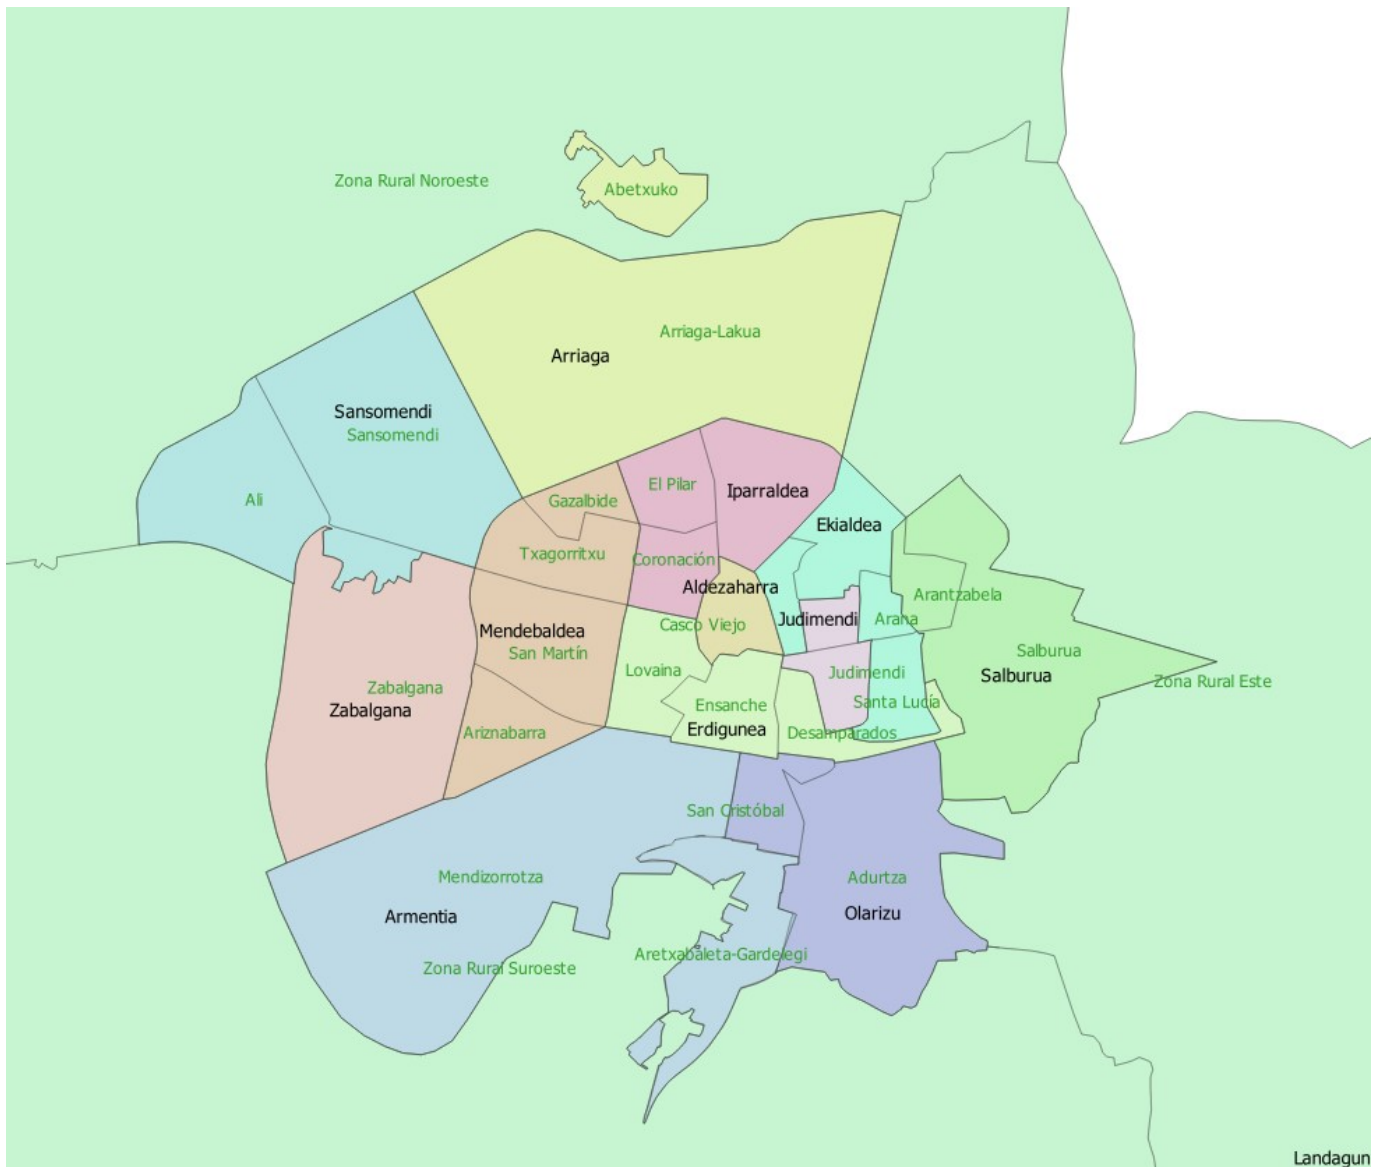 Zona Rural Noroeste
Abetxuko
Arriaga-Lakua
Arriaga
Sansomendi
Sansomendi
Ali
El Pilar
Iparraldea
Gazalbide
Ekialdea
Txagorritxu
Coronación
Aldezaharra
Arantzabela
Judimendi
Arana
Casco Viejo
Mendebaldea
San Martín
Lovaina
Judimendi
Salburua
Salburua
Zona Rural Este
Zabalgana
Zabalgana
Santa Lucía
Ensanche
Erdigunea
Desamparados
Ariznabarra
San Cristóbal
Mendizorrotza
Adurtza
Armentia
Olarizu
Aretxabaleta-Gardelegi
Zona Rural Suroeste
Landagun